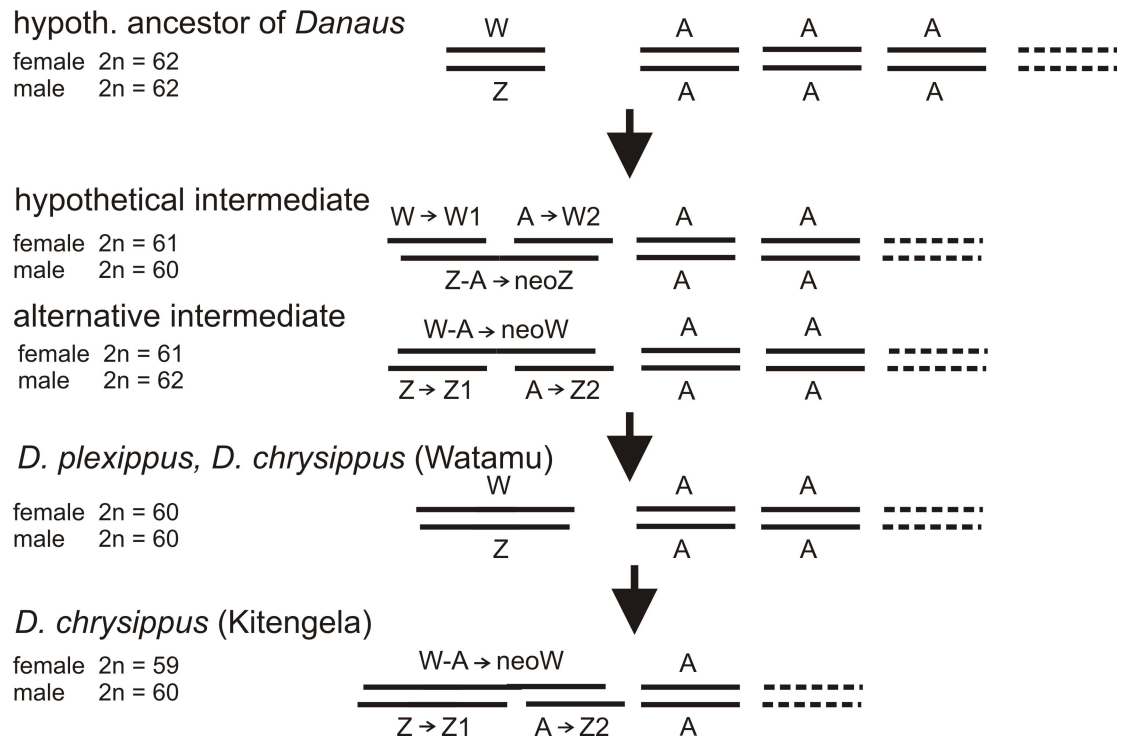 hypoth. ancestor of Danaus
female 2n = 62
male 2n = 62
W A A A
Z A A A
hypothetical intermediate
female 2n = 61
male 2n = 60
W → W1 A → W2 A A
Z-A → neoZ A A
alternative intermediate
female 2n = 61
male 2n = 62
W-A → neoW A A
Z → Z1 A → Z2 A A
D. plexippus, D. chrysippus (Watamu)
female 2n = 60
male 2n = 60
W A A
Z A A
D. chrysippus (Kitengela)
female 2n = 59
male 2n = 60
W-A → neoW A
Z → Z1 A → Z2 A